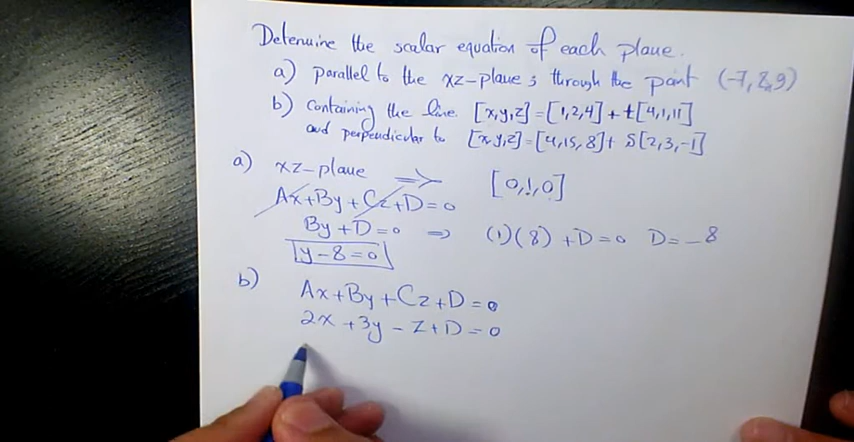 Determine the scalar equation of each plane.
a) parallel to the xz-plane & through the point (-7,8,9)
b) containing the line [x,y,z]=[1,2,4]+t[4,1,11]
and perpendicular to [x,y,z]=[4,15,8]+s[2,3,-1]
a) xz-plane => [0,1,0]
Ax+By+Cz+D=0
By+D=0 => (1)(8)+D=0 D=-8
y-8=0
b) Ax+By+Cz+D=0
2x+3y-z+D=0